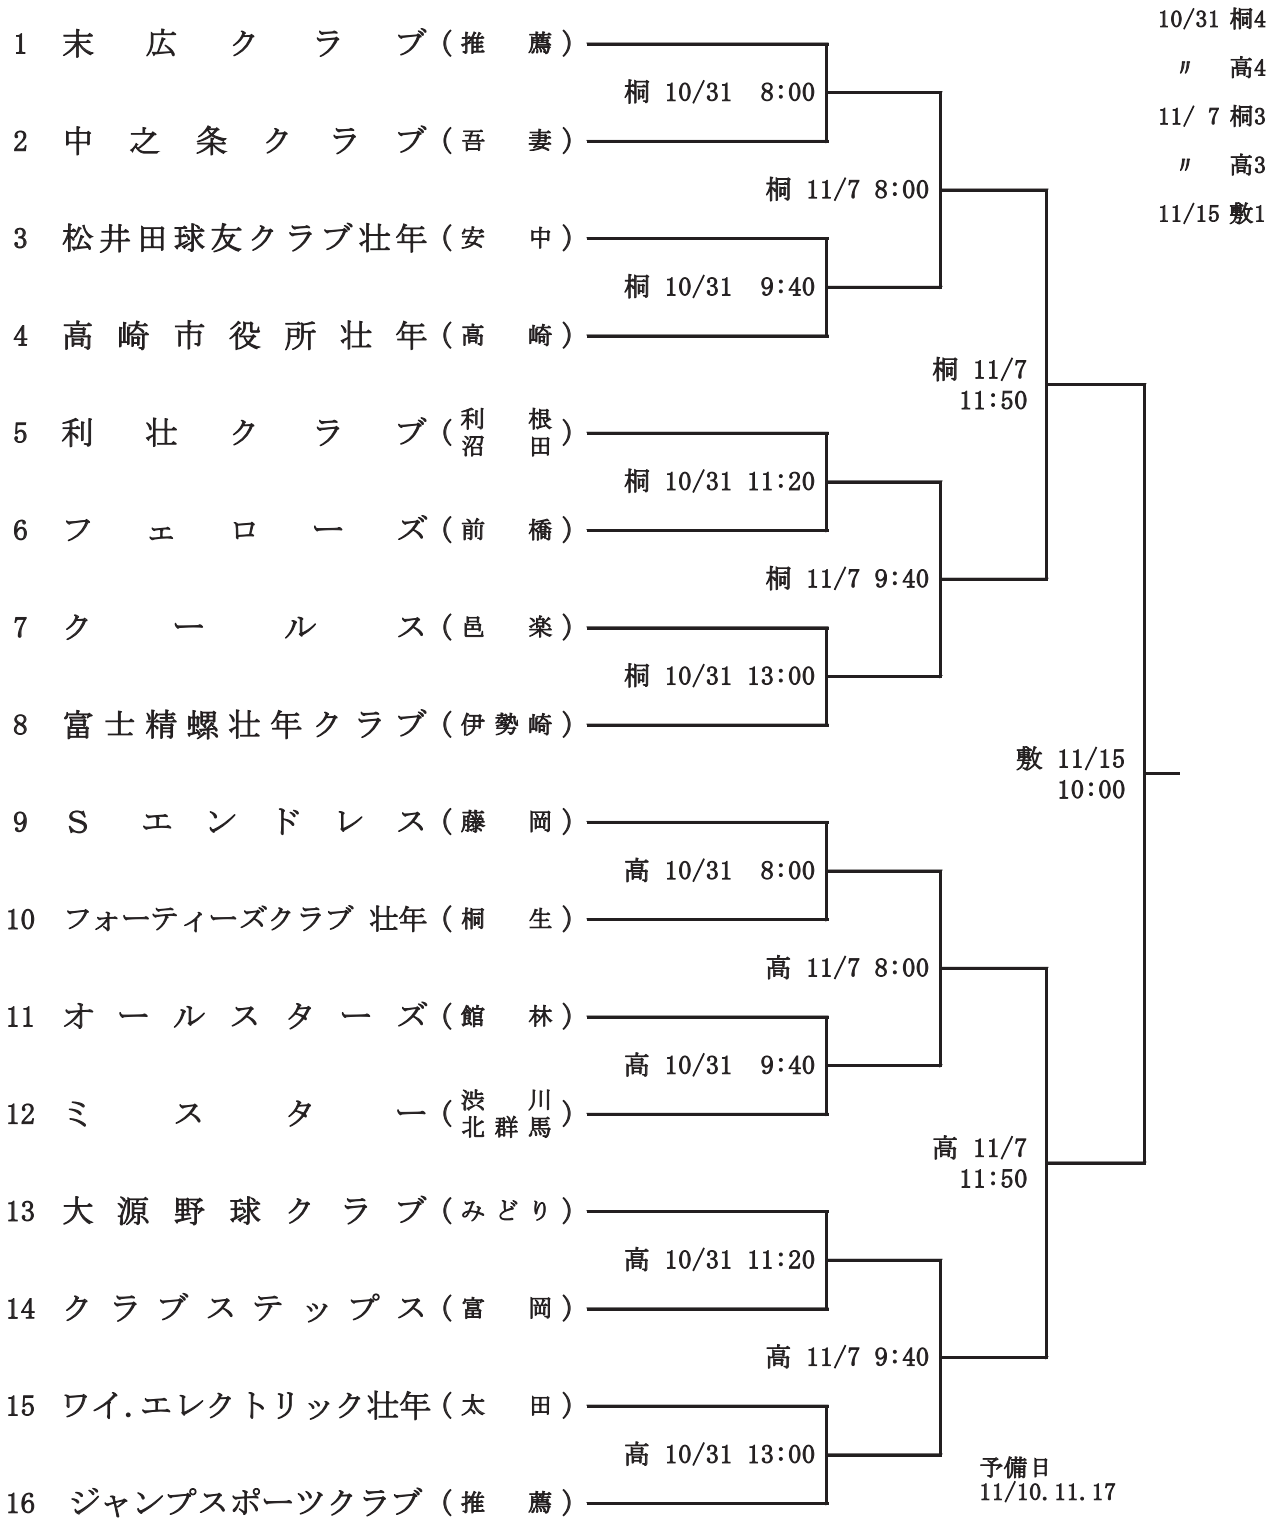 10/31 桐4
〃 高4
11/ 7 桐3
〃 高3
11/15 敷1
1 末広クラブ(推薦)
桐 10/31 8:00
2 中之条クラブ(吾妻)
桐 11/7 8:00
3 松井田球友クラブ壮年(安中)
桐 10/31 9:40
4 高崎市役所壮年(高崎)
桐 11/7
11:50
5 利壮クラブ(利根沼田)
桐 10/31 11:20
6 フェローズ(前橋)
桐 11/7 9:40
7 クールス(邑楽)
桐 10/31 13:00
8 富士精螺壮年クラブ(伊勢崎)
敷 11/15
10:00
9 Sエンドレス(藤岡)
高 10/31 8:00
10 フォーティーズクラブ 壮年(桐生)
高 11/7 8:00
11 オールスターズ(館林)
高 10/31 9:40
12 ミスター(渋川北群馬)
高 11/7
11:50
13 大源野球クラブ(みどり)
高 10/31 11:20
14 クラブステップス(富岡)
高 11/7 9:40
15 ワイ.エレクトリック壮年(太田)
高 10/31 13:00
16 ジャンプスポーツクラブ(推薦)
予備日
11/10.11.17